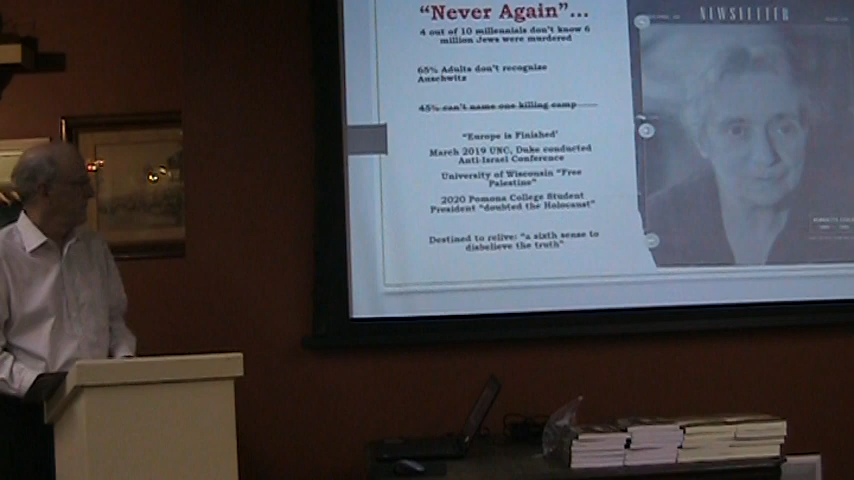 "Never Again"...
4 out of 10 millennials don't know 6
million Jews were murdered
65% Adults don't recognise
Auschwitz
45% can't name one killing camp
"Europe is Finished'
March 2019 UNC, Duke conducted
Anti-Israel Conference
University of Wisconsin "Free
Palestine"
2020 Pomona College Student
President "doubted the Holocaust"
Destined to relive: "a sixth sense to
disbelieve the truth"
NEWSLETTER